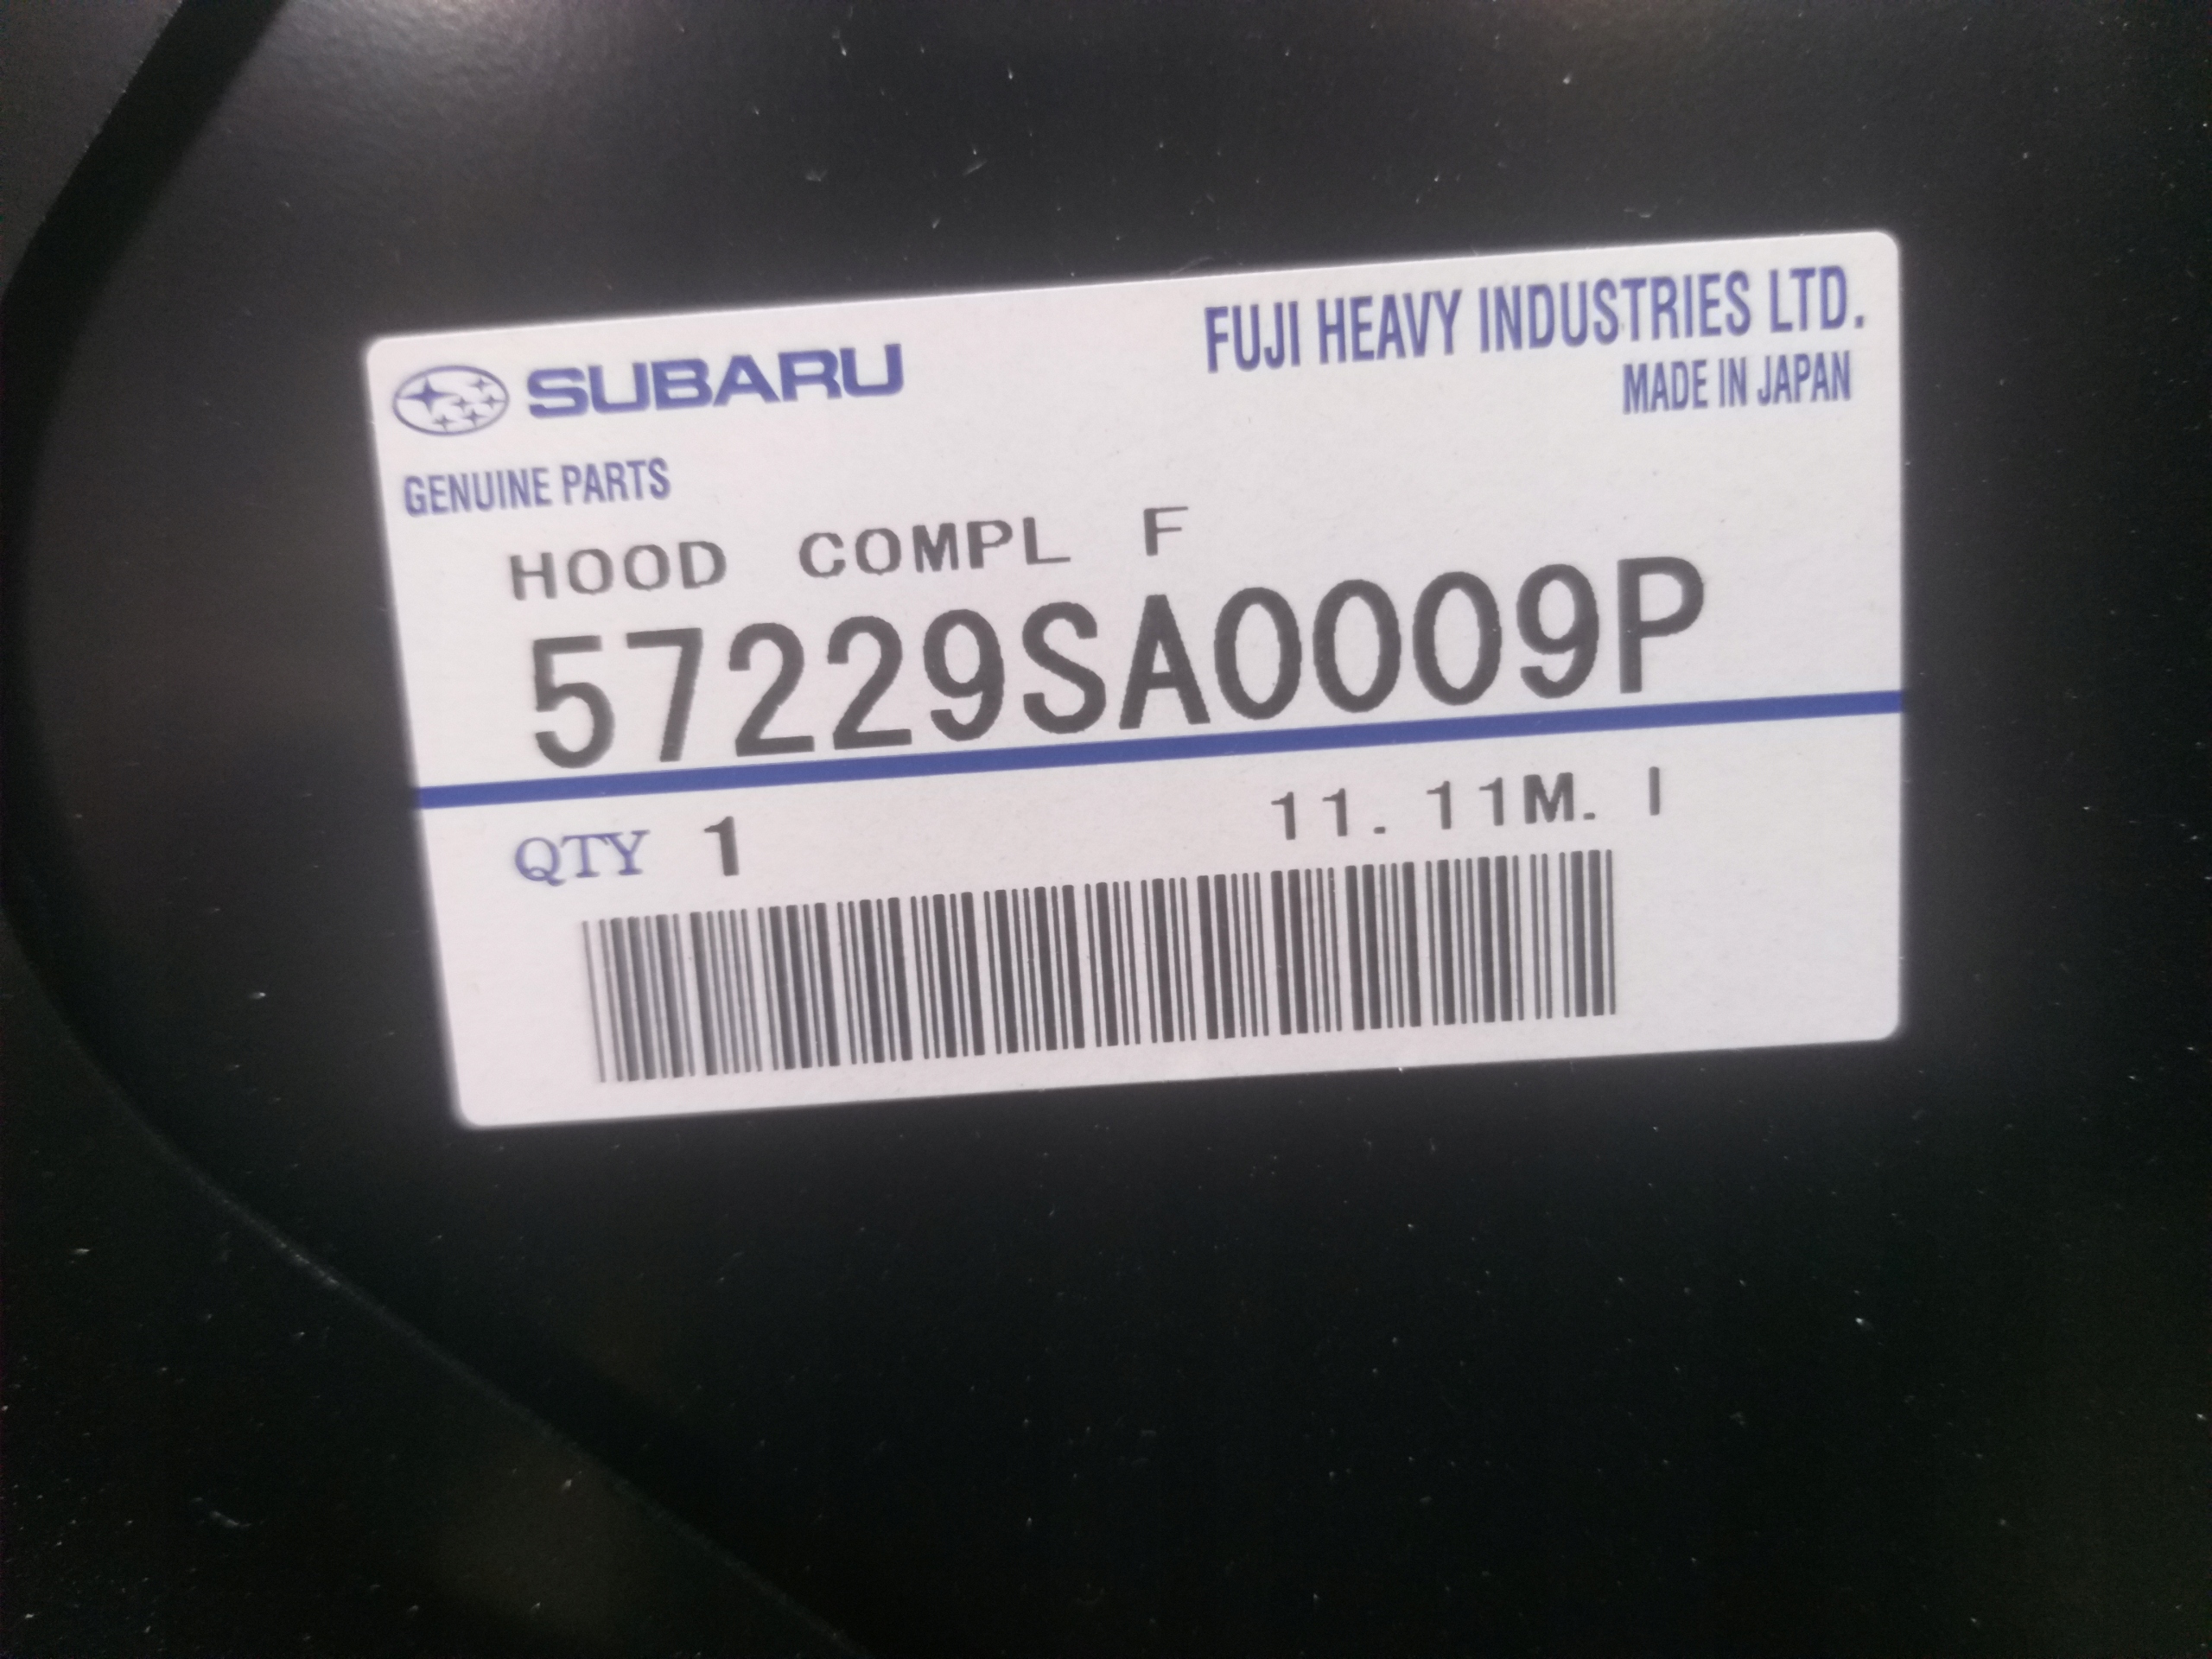 SUBARU
FUJI HEAVY INDUSTRIES LTD.
MADE IN JAPAN
GENUINE PARTS
HOOD COMPL F
57229SA0009P
QTY 1
11. 11M. I